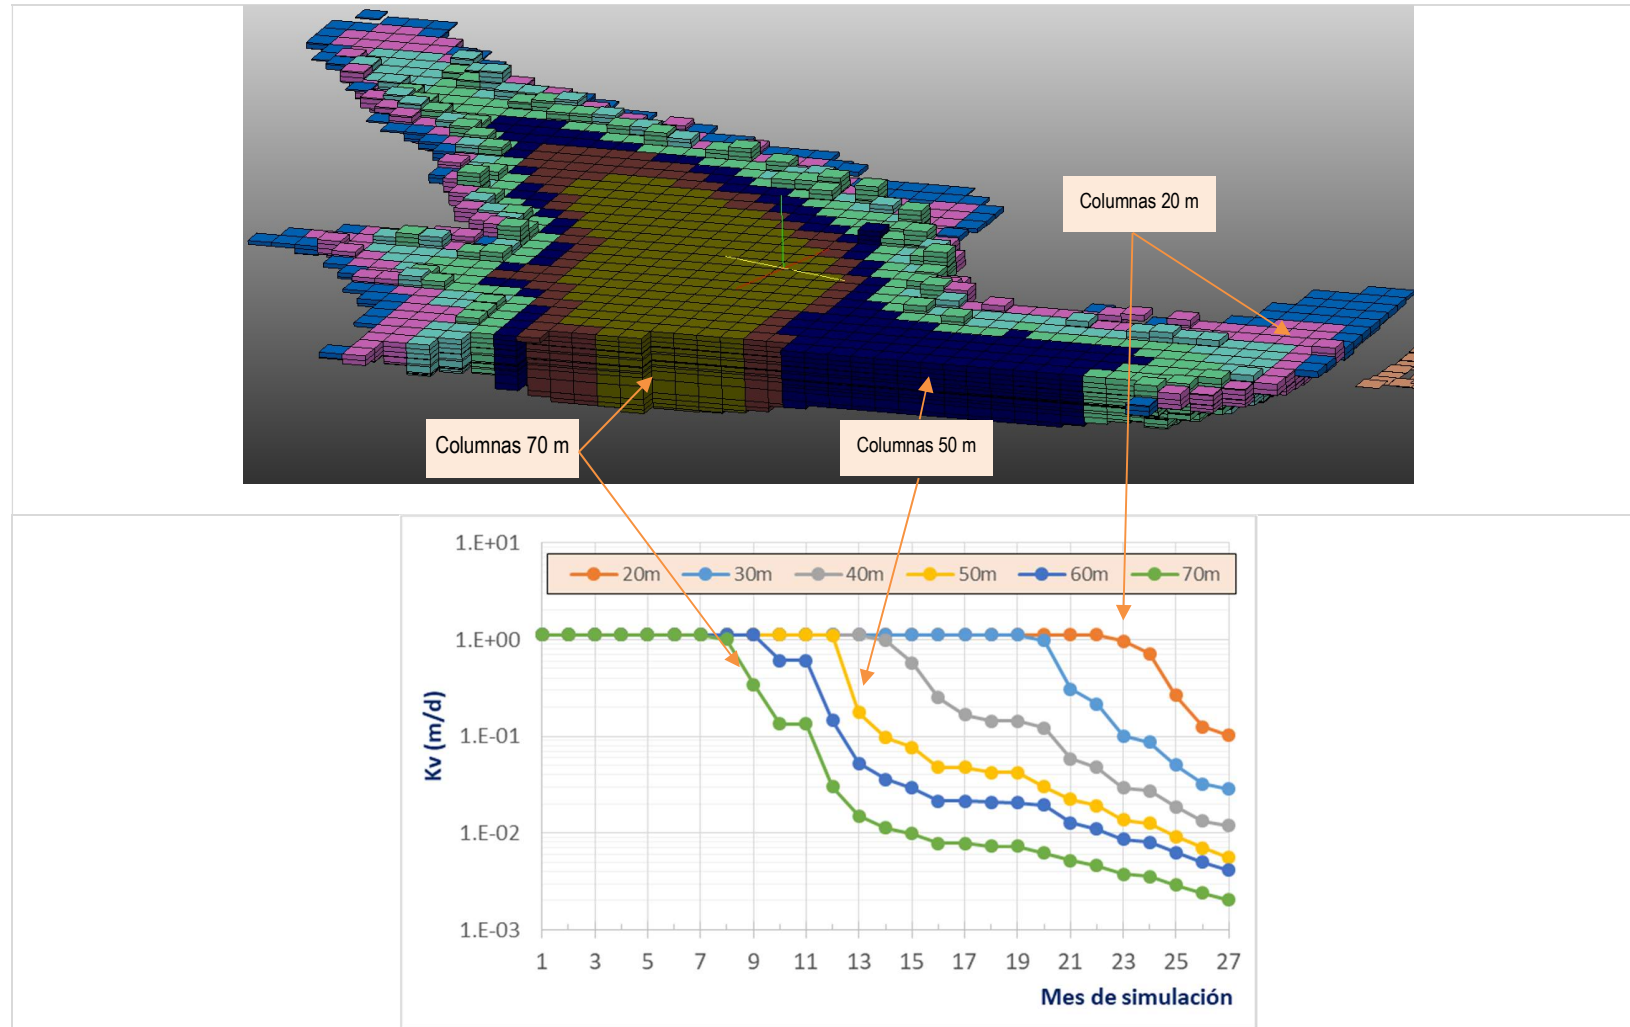 Columnas 20 m
Columnas 70 m
Columnas 50 m
1.E+01
20m 30m 40m 50m 60m 70m
1.E+00
1.E-01
1.E-02
1.E-03
Kv (m/d)
1 3 5 7 9 11 13 15 17 19 21 23 25 27
Mes de simulación